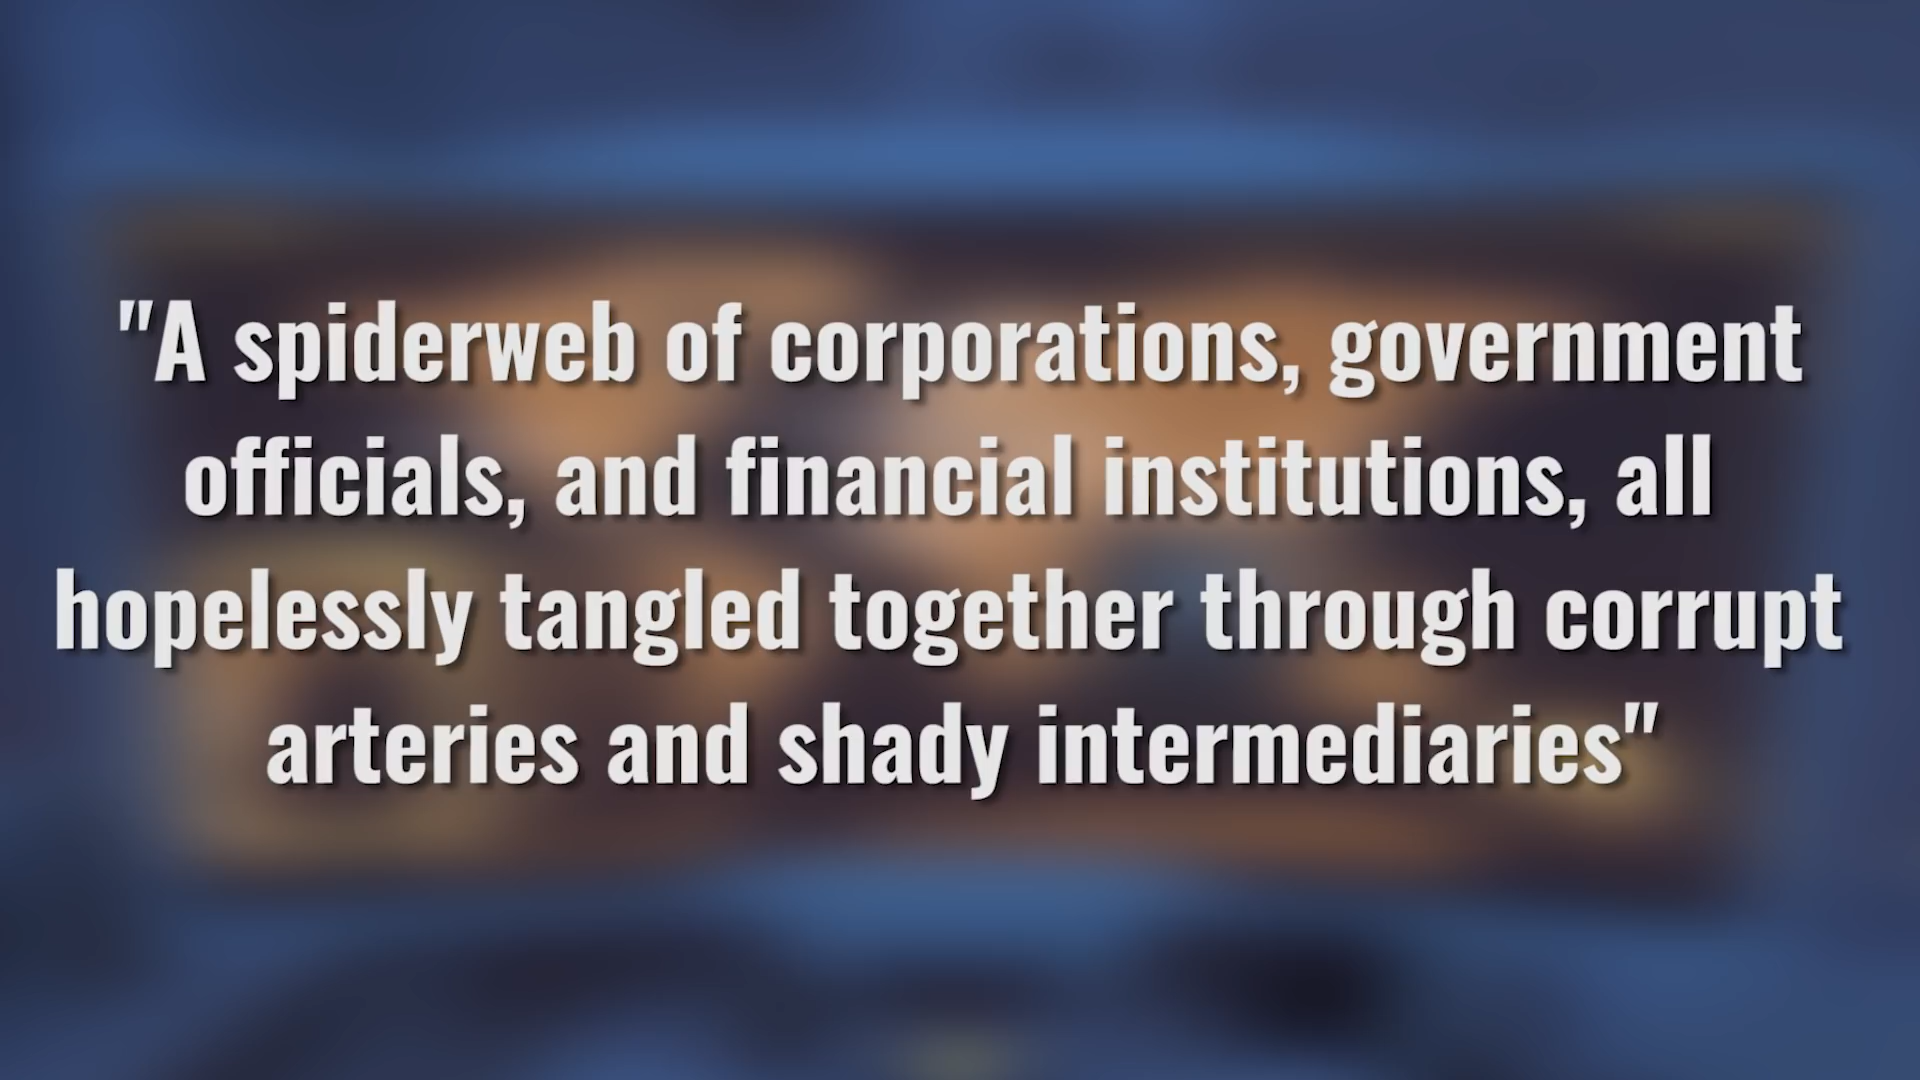 "A spiderweb of corporations, government
officials, and financial institutions, all
hopelessly tangled together through corrupt
arteries and shady intermediaries"